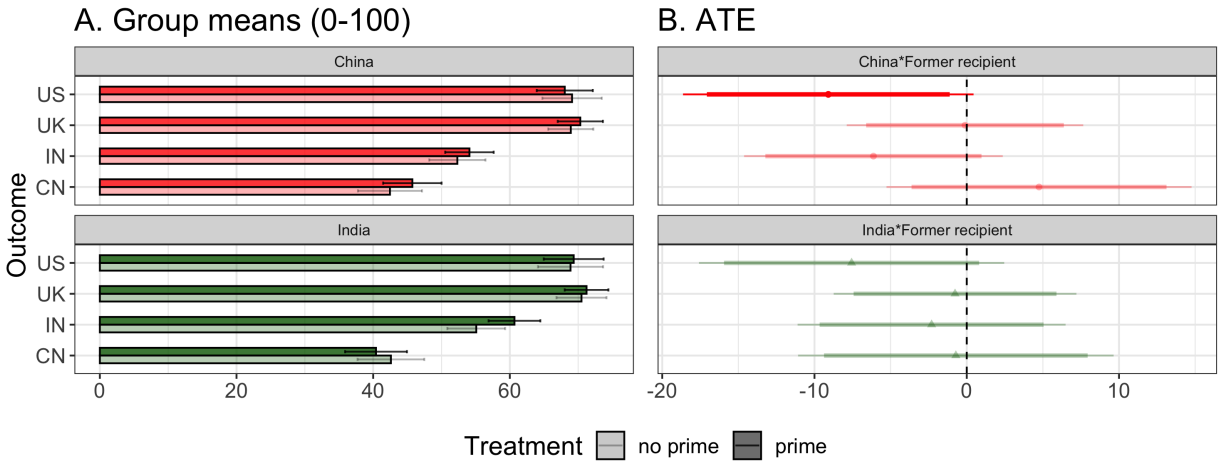 A. Group means (0-100)
B. ATE
China
China*Former recipient
US
UK
IN
CN
India
India*Former recipient
US
UK
IN
CN
Outcome
0
20
40
60
-20
-10
0
10
Treatment
no prime
prime